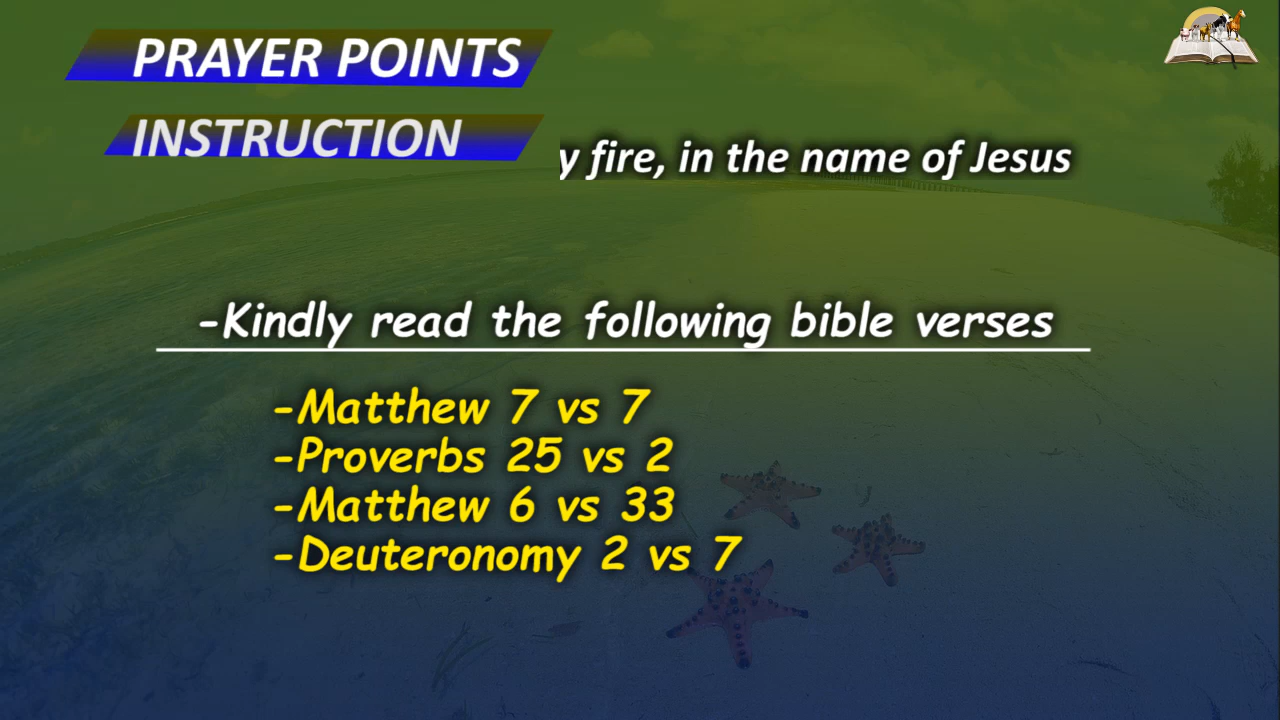 PRAYER POINTS
INSTRUCTION
y fire, in the name of Jesus
-Kindly read the following bible verses
-Matthew 7 vs 7
-Proverbs 25 vs 2
-Matthew 6 vs 33
-Deuteronomy 2 vs 7